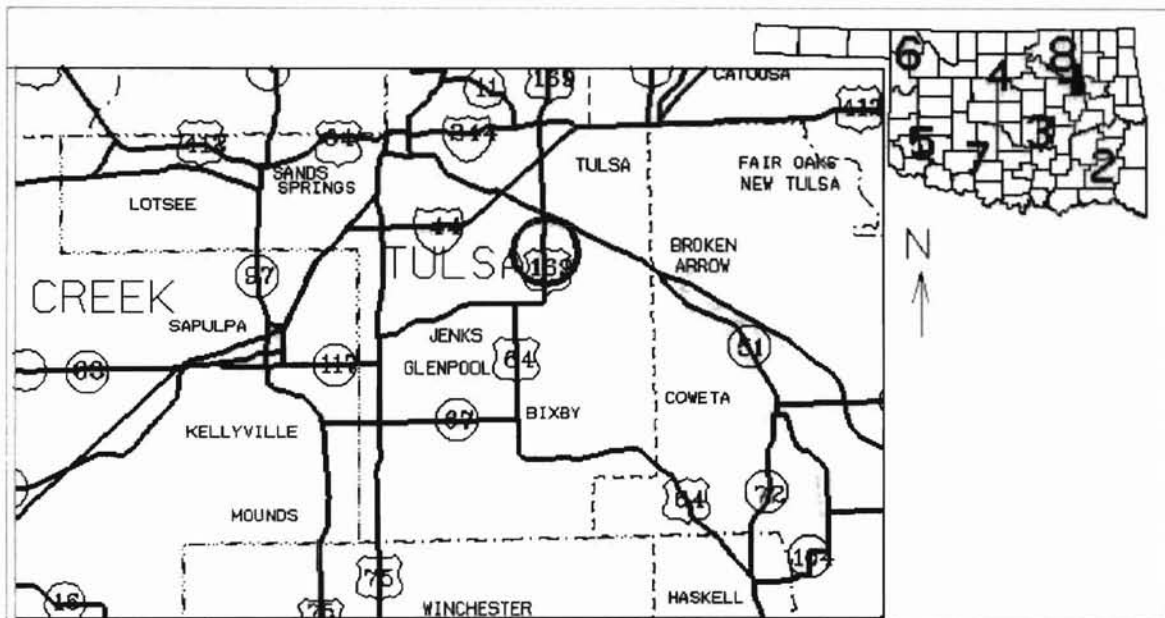 11
169
CATOOSA
6
4
8
412
64
244
412
SANDS
SPRINGS
TULSA
FAIR OAKS
NEW TULSA
5
7
3
2
LOTSEE
44
N
97
TULSA
169
BROKEN
ARROW
CREEK
SAPULPA
JENKS
GLENPOOL
64
51
117
COWETA
BIXBY
KELLYVILLE
67
MOUNDS
64
72
104
75
16
75
WINCHESTER
HASKELL